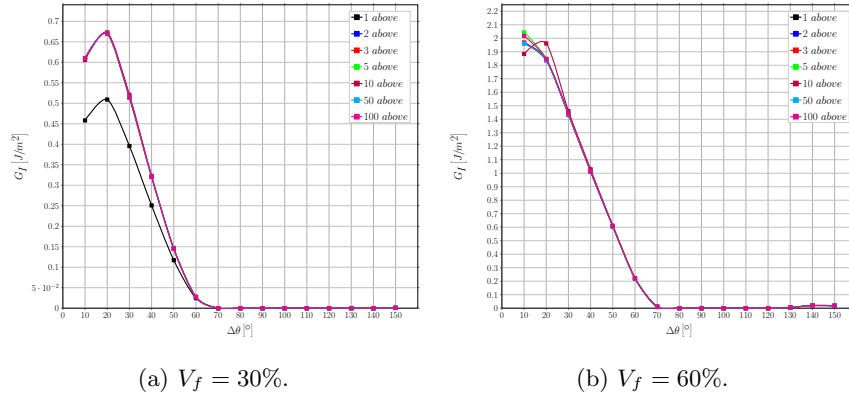 0.7
0.65
0.6
0.55
0.5
0.45
0.4
0.35
0.3
0.25
0.2
0.15
0.1
5 · 10⁻²
0
G_I [J/m²]
0 10 20 30 40 50 60 70 80 90 100 110 120 130 140 150
Δθ [°]
1 above
2 above
3 above
5 above
10 above
50 above
100 above
(a) V_f = 30%.
2.2
2.1
2
1.9
1.8
1.7
1.6
1.5
1.4
1.3
1.2
1.1
1
0.9
0.8
0.7
0.6
0.5
0.4
0.3
0.2
0.1
0
G_I [J/m²]
0 10 20 30 40 50 60 70 80 90 100 110 120 130 140 150
Δθ [°]
1 above
2 above
3 above
5 above
10 above
50 above
100 above
(b) V_f = 60%.